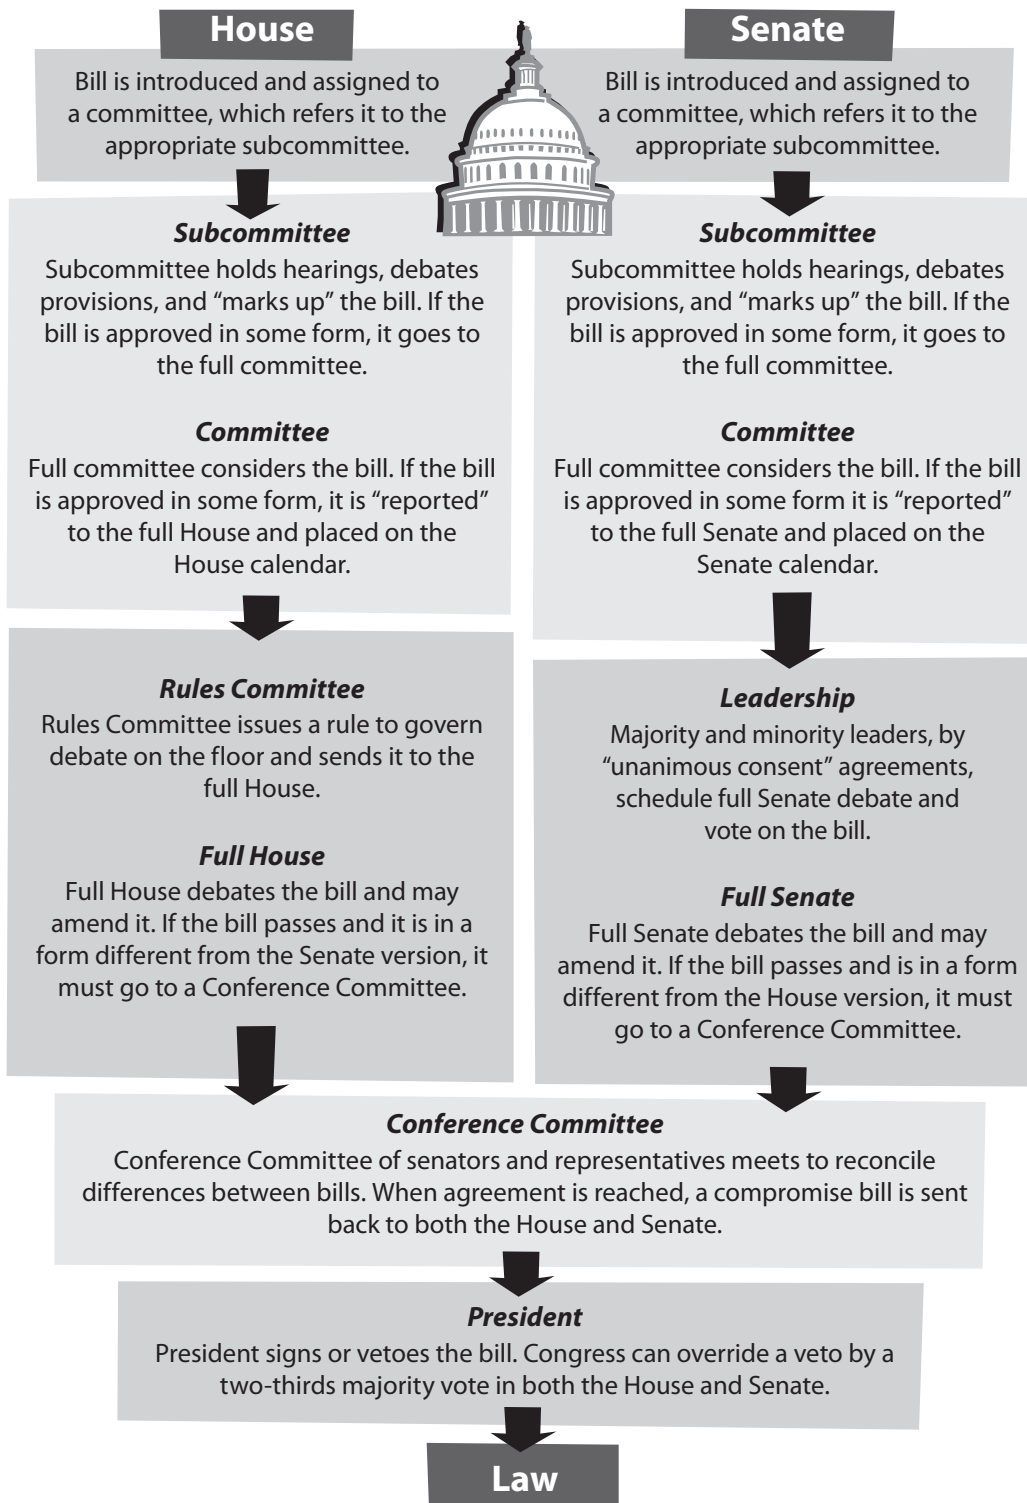 House
Bill is introduced and assigned to
a committee, which refers it to the
appropriate subcommittee.
Subcommittee
Subcommittee holds hearings, debates
provisions, and “marks up” the bill. If the
bill is approved in some form, it goes to
the full committee.
Committee
Full committee considers the bill. If the bill
is approved in some form, it is “reported”
to the full House and placed on the
House calendar.
Rules Committee
Rules Committee issues a rule to govern
debate on the floor and sends it to the
full House.
Full House
Full House debates the bill and may
amend it. If the bill passes and it is in a
form different from the Senate version, it
must go to a Conference Committee.
Senate
Bill is introduced and assigned to
a committee, which refers it to the
appropriate subcommittee.
Subcommittee
Subcommittee holds hearings, debates
provisions, and “marks up” the bill. If the
bill is approved in some form, it goes to
the full committee.
Committee
Full committee considers the bill. If the bill
is approved in some form it is “reported”
to the full Senate and placed on the
Senate calendar.
Leadership
Majority and minority leaders, by
“unanimous consent” agreements,
schedule full Senate debate and
vote on the bill.
Full Senate
Full Senate debates the bill and may
amend it. If the bill passes and is in a form
different from the House version, it must
go to a Conference Committee.
Conference Committee
Conference Committee of senators and representatives meets to reconcile
differences between bills. When agreement is reached, a compromise bill is sent
back to both the House and Senate.
President
President signs or vetoes the bill. Congress can override a veto by a
two-thirds majority vote in both the House and Senate.
Law